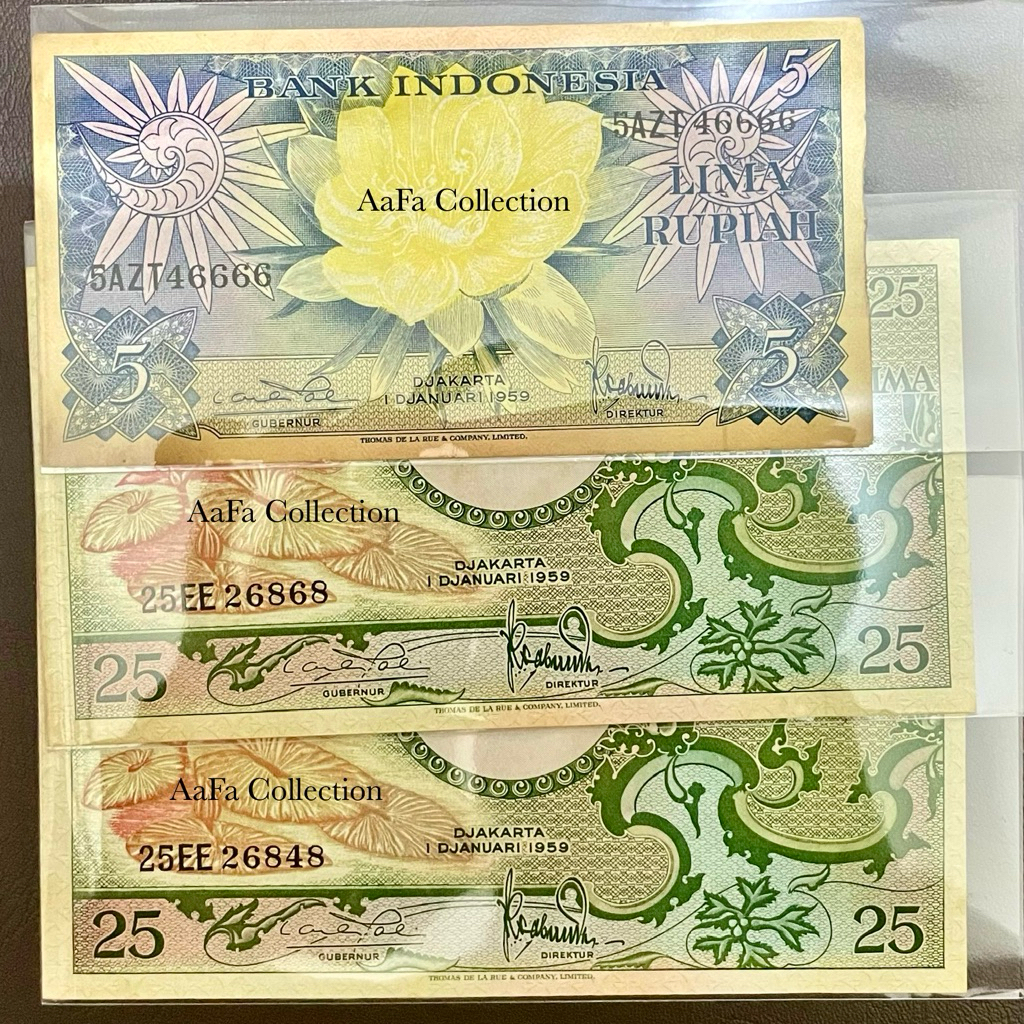 BANK INDONESIA
5
5AZT 46666
LIMA
RUPIAH
AaFa Collection
5AZT46666
5
5
DJAKARTA
1 DJANUARI 1959
GUBERNUR
DIREKTUR
THOMAS DE LA RUE & COMPANY, LIMITED.
25
IMA
AaFa Collection
DJAKARTA
1 DJANUARI 1959
25EE 26868
25
25
GUBERNUR
DIREKTUR
THOMAS DE LA RUE & COMPANY, LIMITED.
AaFa Collection
DJAKARTA
1 DJANUARI 1959
25EE 26848
25
25
GUBERNUR
DIREKTUR
THOMAS DE LA RUE & COMPANY, LIMITED.